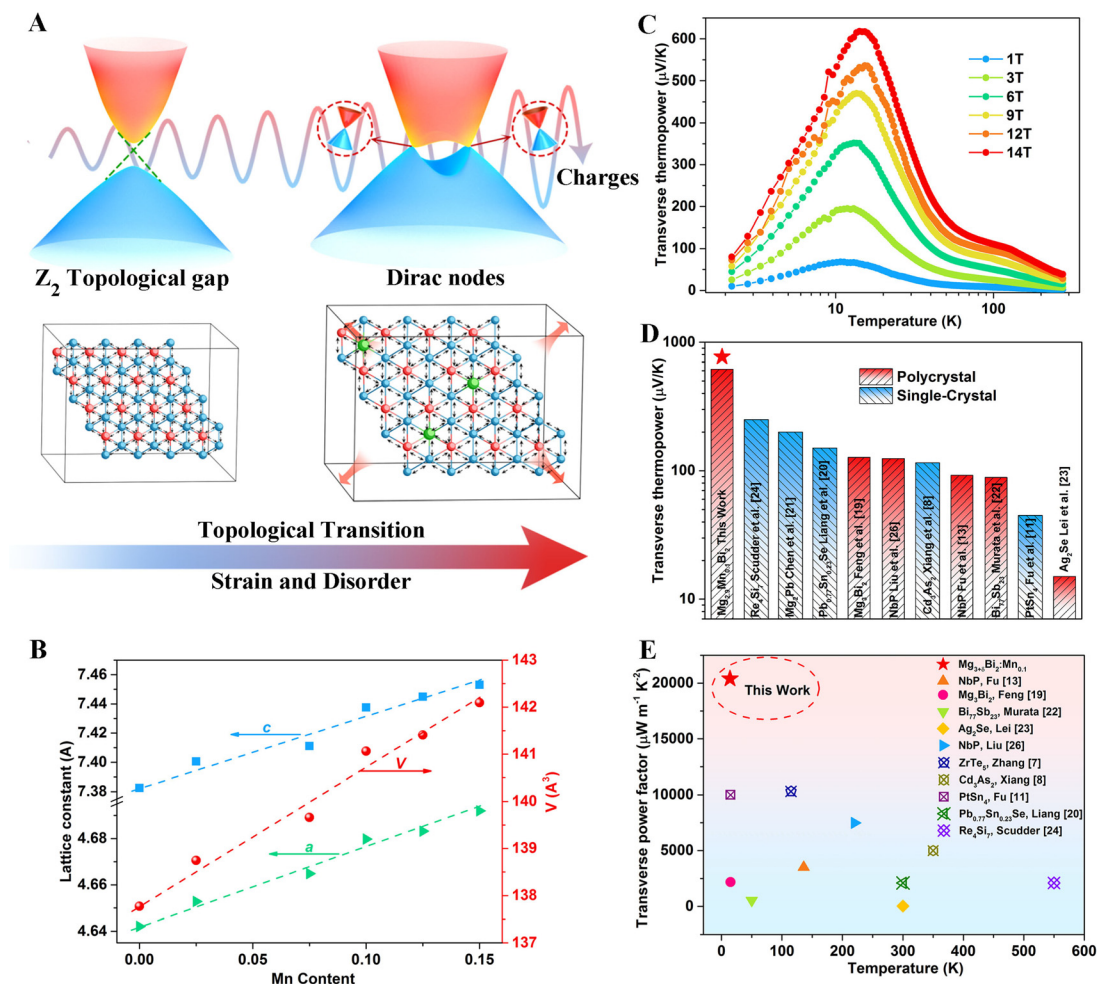 A
Z2 Topological gap
Dirac nodes
Charges
Topological Transition
Strain and Disorder
B
7.46
7.44
7.42
7.40
7.38
4.68
4.66
4.64
Lattice constant (A)
c
V
a
143
142
141
140
139
138
137
V (A3)
0.00
0.05
0.10
0.15
Mn Content
C
Transverse thermopower (μV/K)
600
500
400
300
200
100
0
1T
3T
6T
9T
12T
14T
10
100
Temperature (K)
D
Transverse thermopower (μV/K)
1000
100
10
Polycrystal
Single-Crystal
Re4Si7 Scudder et al. [24]
Mg2Pb Chen et al. [21]
Pb0.77Sn0.23Se Liang et al. [20]
Mg3Bi2 Feng et al. [19]
NbP Liu et al. [26]
Cd3As2 Xiang et al. [8]
NbP Fu et al. [13]
Bi77Sb23 Murata et al. [22]
PtSn4 Fu et al. [11]
Ag2Se Lei et al. [23]
E
Transverse power factor (μW m-1 K-2)
20000
15000
10000
5000
0
This Work
Mg3+δBi2:Mn0.1
NbP, Fu [13]
Mg3Bi2, Feng [19]
Bi77Sb23, Murata [22]
Ag2Se, Lei [23]
NbP, Liu [26]
ZrTe5, Zhang [7]
Cd3As2, Xiang [8]
PtSn4, Fu [11]
Pb0.77Sn0.23Se, Liang [20]
Re4Si7, Scudder [24]
0
100
200
300
400
500
600
Temperature (K)